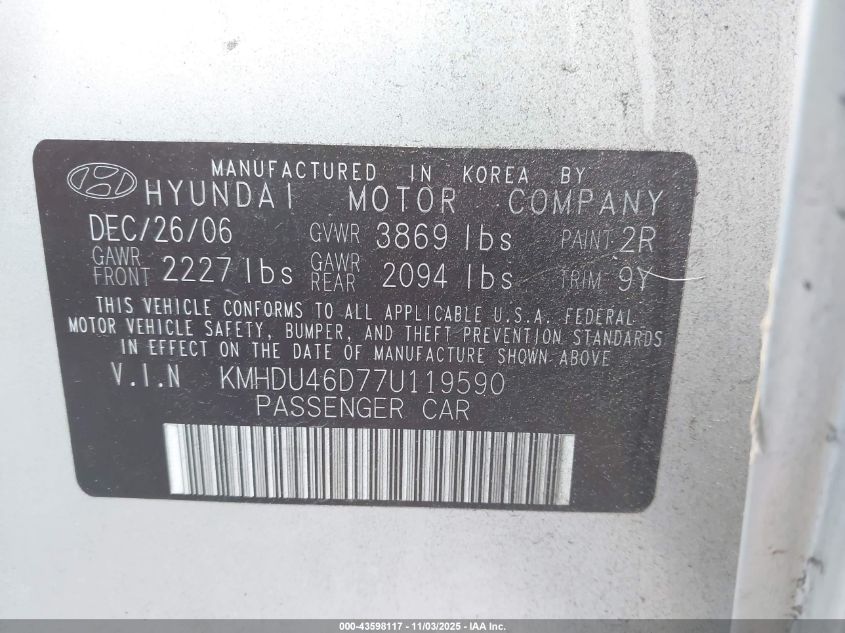 MANUFACTURED IN KOREA BY
HYUNDAI MOTOR COMPANY
DEC/26/06 GVWR 3869 lbs PAINT 2R
GAWR FRONT 2227 lbs GAWR REAR 2094 lbs TRIM 9Y
THIS VEHICLE CONFORMS TO ALL APPLICABLE U.S.A. FEDERAL
MOTOR VEHICLE SAFETY, BUMPER, AND THEFT PREVENTION STANDARDS
IN EFFECT ON THE DATE OF MANUFACTURE SHOWN ABOVE
V.I.N KMHDU46D77U119590
PASSENGER CAR
000-43598117 - 11/03/2025 - IAA Inc.